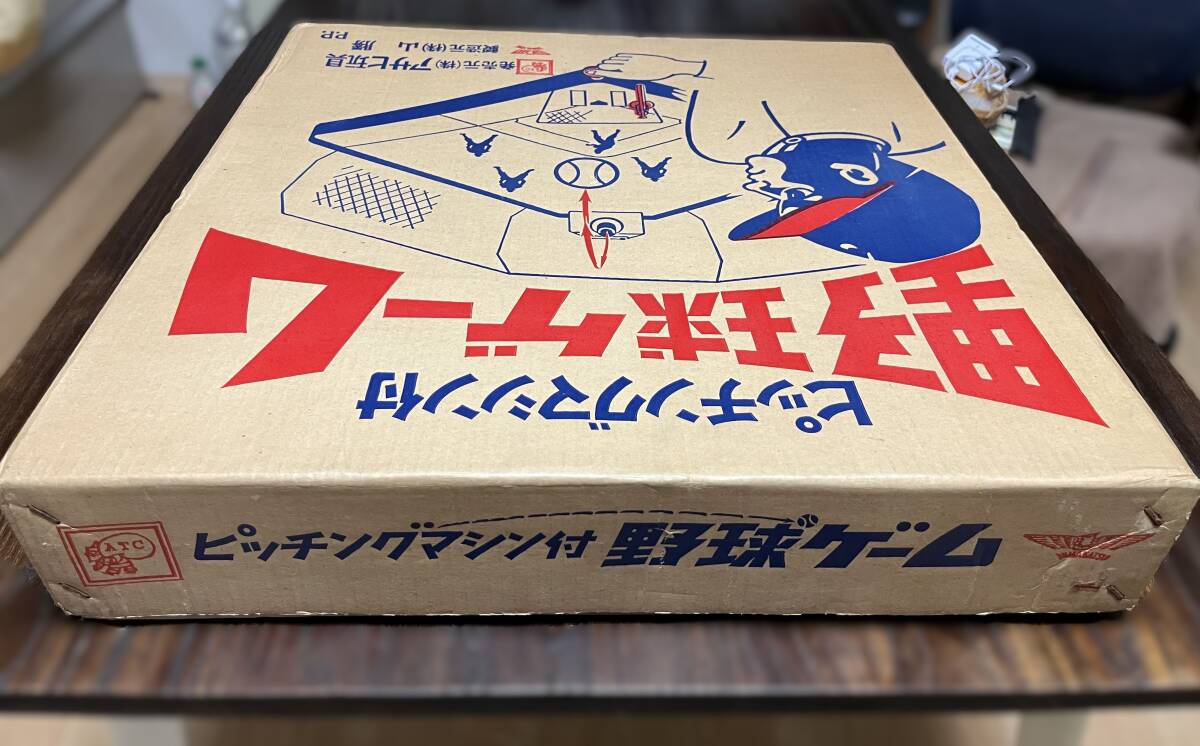 ピッチングマシン付
野球ゲーム
発売元(株)アサヒ玩具
製造元(株)山勝
P.P.
ATC
ピッチングマシン付 野球ゲーム